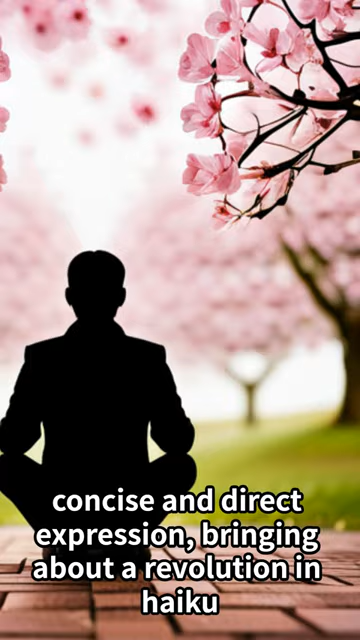 concise and direct
expression, bringing
about a revolution in
haiku